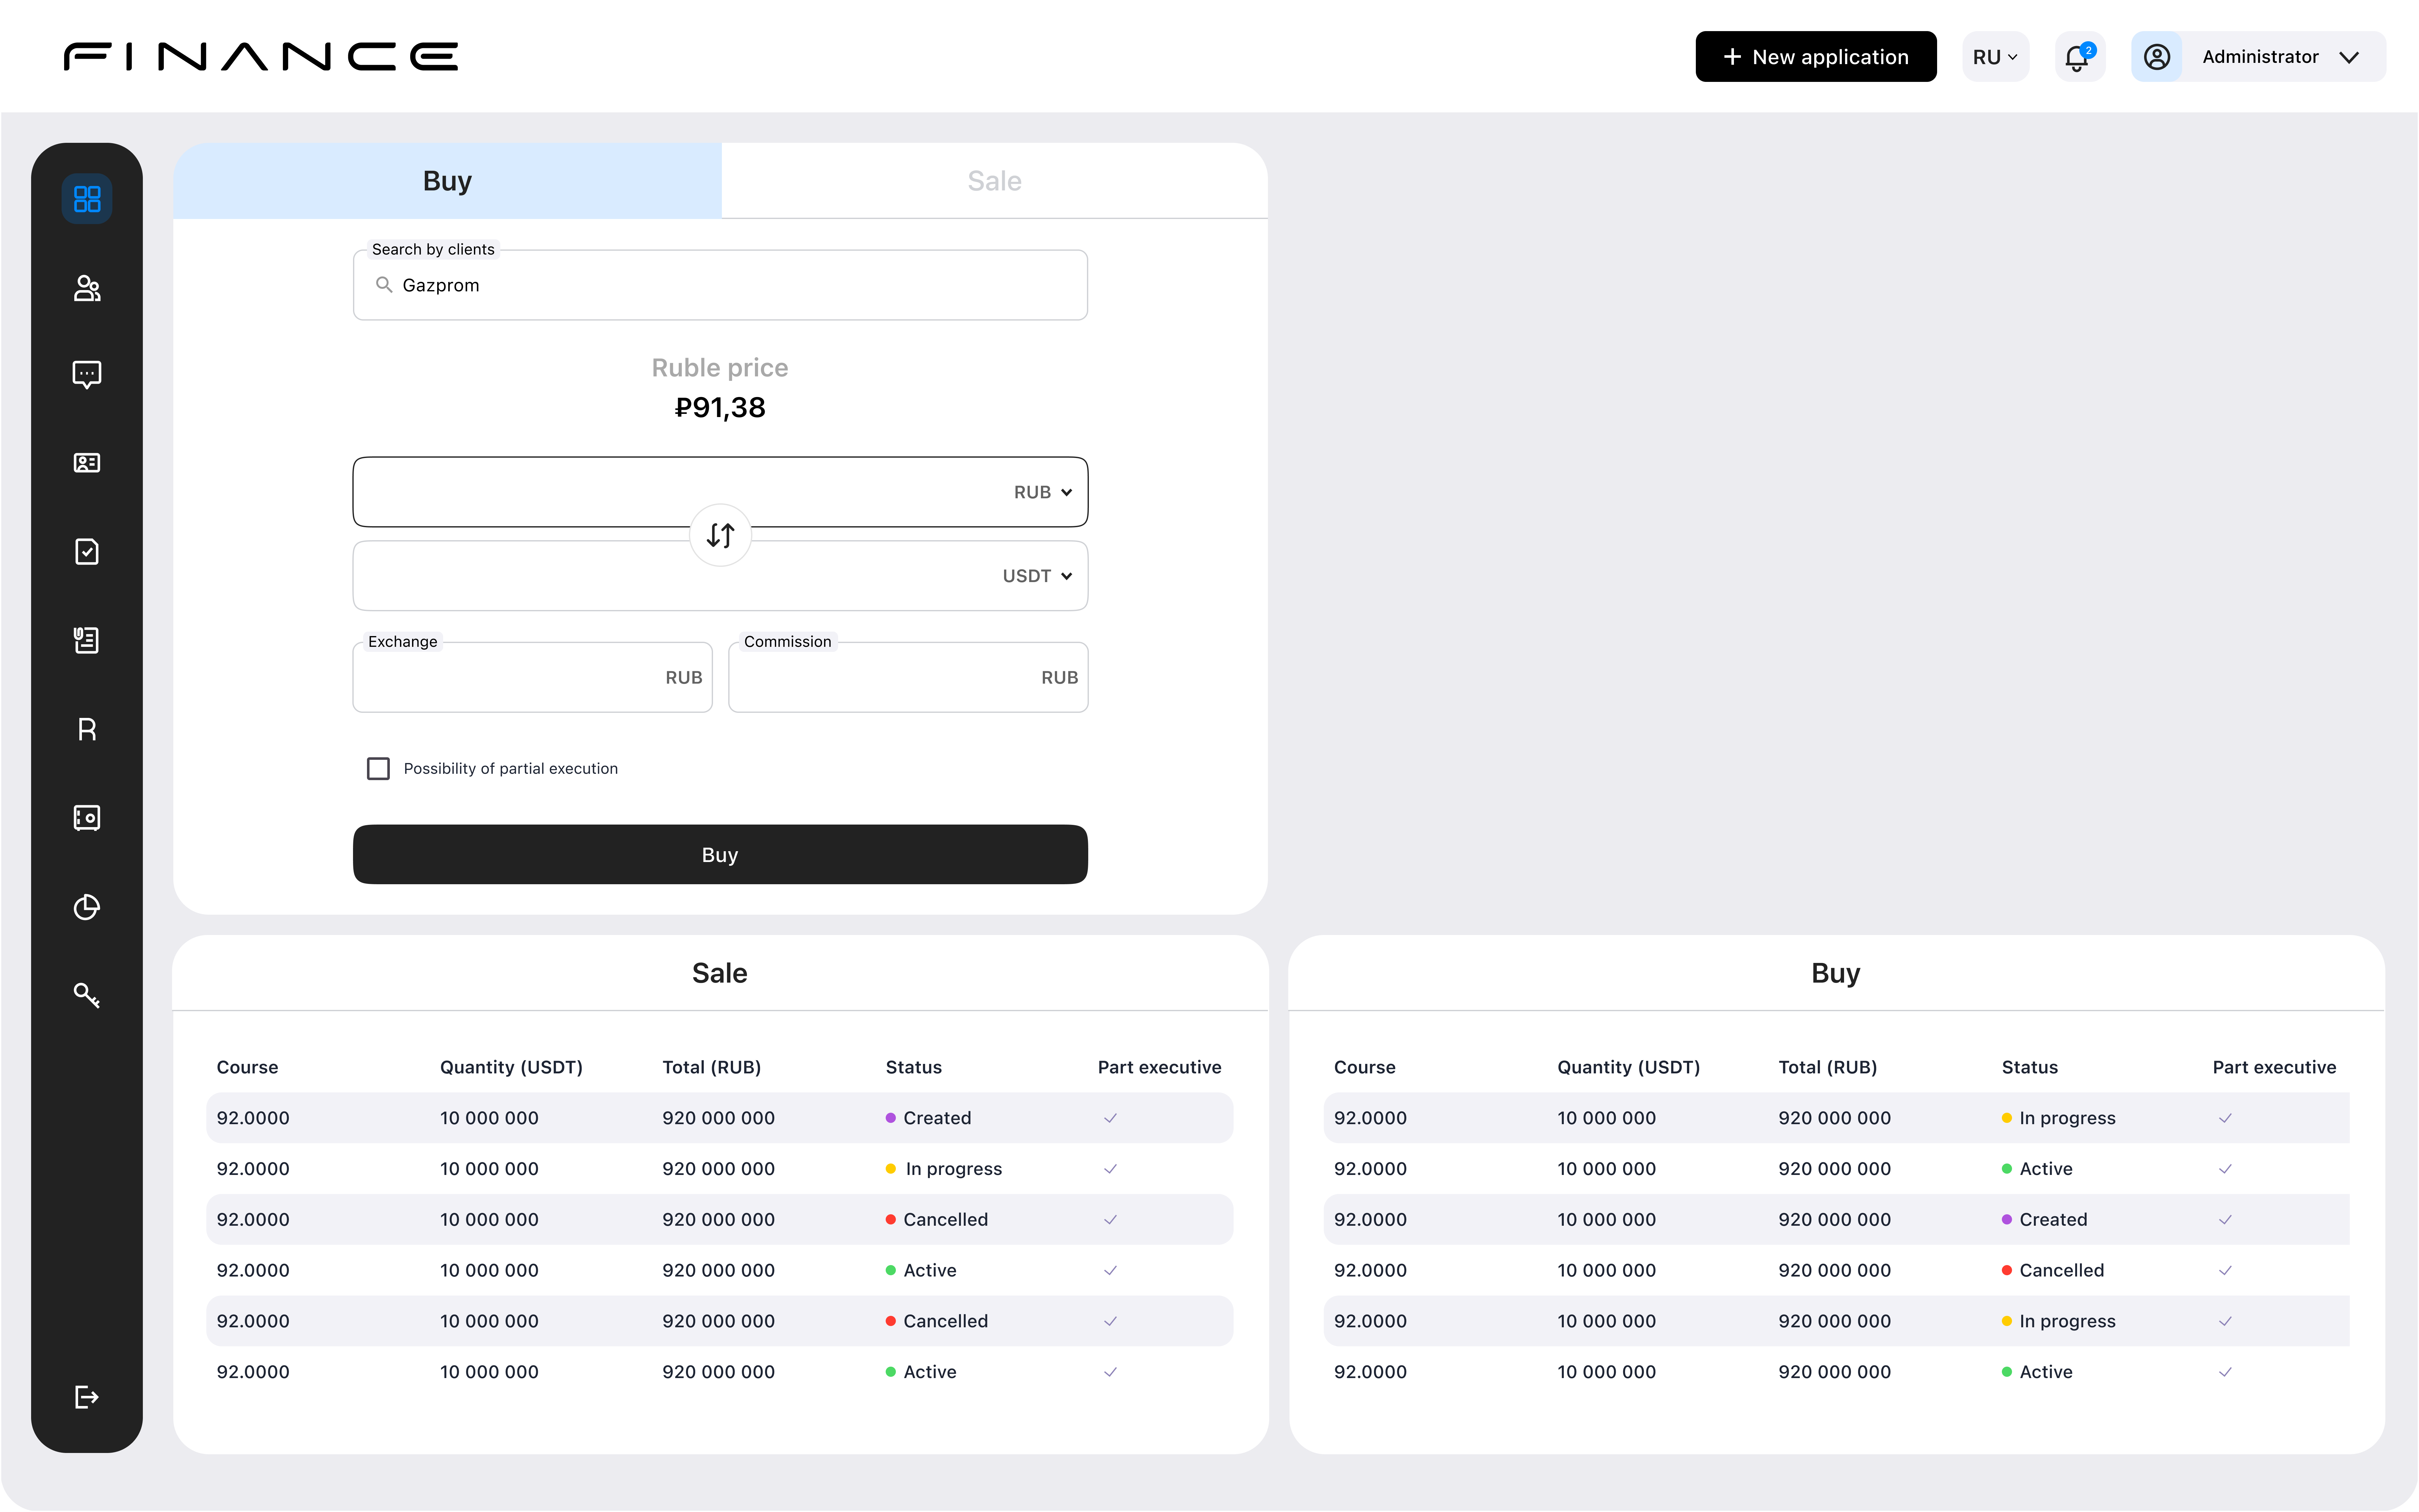 FINANCE
+ New application
RU
2
Administrator
Buy
Sale
Search by clients
Gazprom
Ruble price
₽91,38
RUB
USDT
Exchange
RUB
Commission
RUB
Possibility of partial execution
Buy
R
Sale
Course Quantity (USDT) Total (RUB) Status Part executive
92.0000 10 000 000 920 000 000 Created
92.0000 10 000 000 920 000 000 In progress
92.0000 10 000 000 920 000 000 Cancelled
92.0000 10 000 000 920 000 000 Active
92.0000 10 000 000 920 000 000 Cancelled
92.0000 10 000 000 920 000 000 Active
Buy
Course Quantity (USDT) Total (RUB) Status Part executive
92.0000 10 000 000 920 000 000 In progress
92.0000 10 000 000 920 000 000 Active
92.0000 10 000 000 920 000 000 Created
92.0000 10 000 000 920 000 000 Cancelled
92.0000 10 000 000 920 000 000 In progress
92.0000 10 000 000 920 000 000 Active